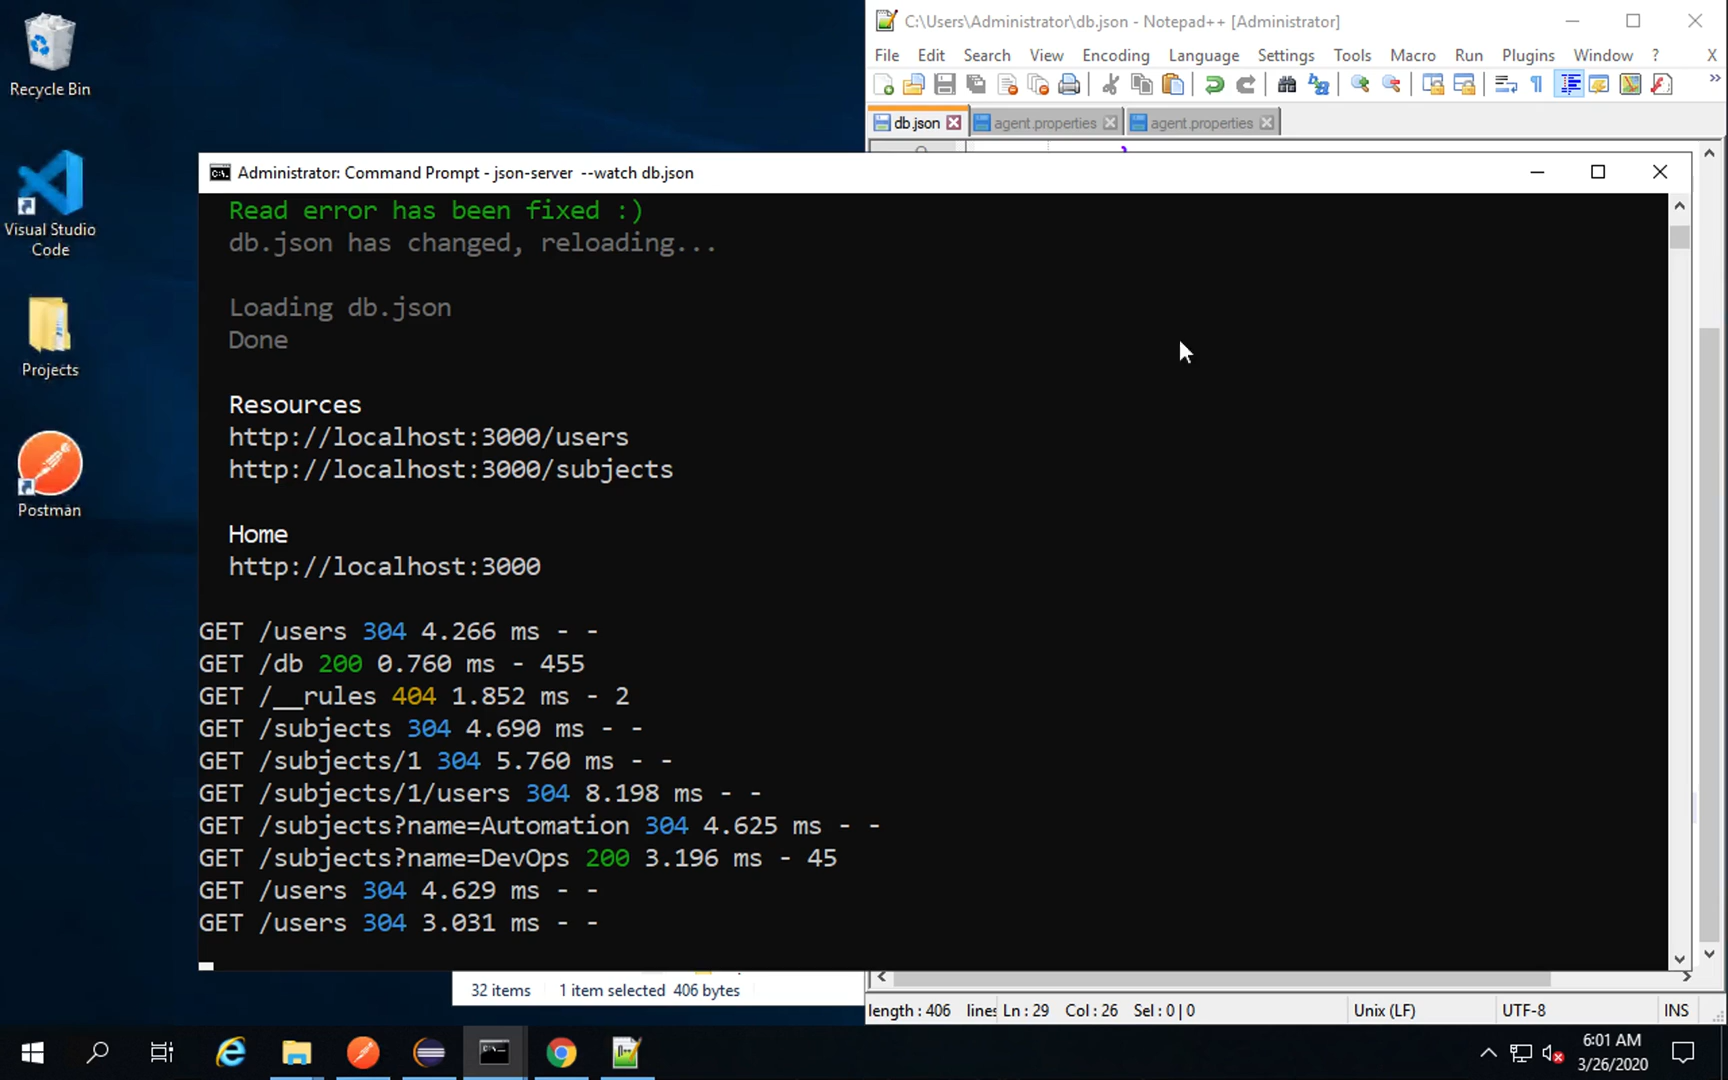 Recycle Bin
Visual Studio
Code
Projects
Postman
C:\Users\Administrator\db.json - Notepad++ [Administrator]
File Edit Search View Encoding Language Settings Tools Macro Run Plugins Window ? X
db.json agent.properties agent.properties
Administrator: Command Prompt - json-server --watch db.json
Read error has been fixed :)
db.json has changed, reloading...
Loading db.json
Done
Resources
http://localhost:3000/users
http://localhost:3000/subjects
Home
http://localhost:3000
GET /users 304 4.266 ms - -
GET /db 200 0.760 ms - 455
GET /__rules 404 1.852 ms - 2
GET /subjects 304 4.690 ms - -
GET /subjects/1 304 5.760 ms - -
GET /subjects/1/users 304 8.198 ms - -
GET /subjects?name=Automation 304 4.625 ms - -
GET /subjects?name=DevOps 200 3.196 ms - 45
GET /users 304 4.629 ms - -
GET /users 304 3.031 ms - -
32 items 1 item selected 406 bytes
length : 406 lines Ln : 29 Col : 26 Sel : 0 | 0 Unix (LF) UTF-8 INS
6:01 AM
3/26/2020